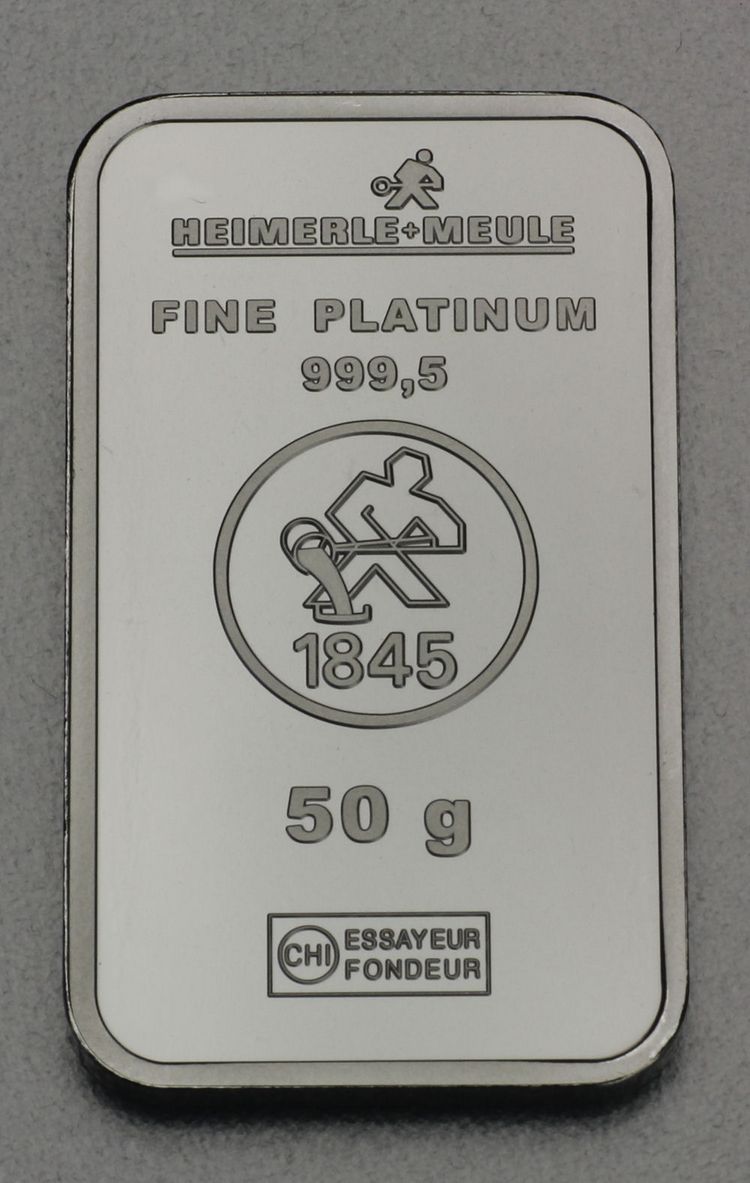 HEIMERLE+MEULE
FINE PLATINUM
999,5
1845
50 g
CHI ESSAYEUR
FONDEUR